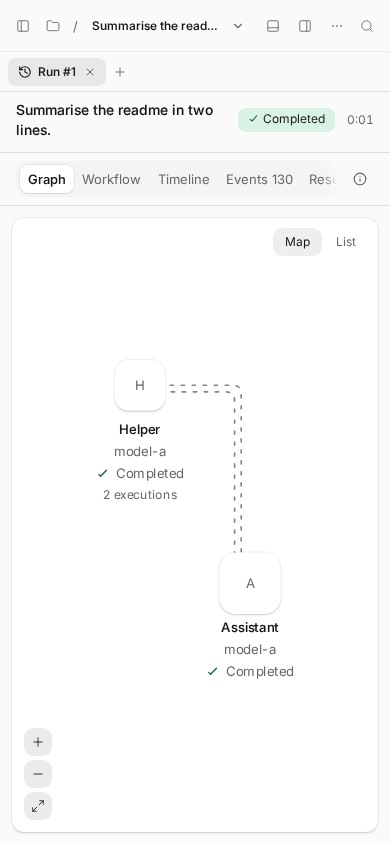 / Summarise the read...
Run #1
Summarise the readme in two
lines.
Completed 0:01
Graph Workflow Timeline Events 130 Resu
Map List
H
Helper
model-a
Completed
2 executions
A
Assistant
model-a
Completed